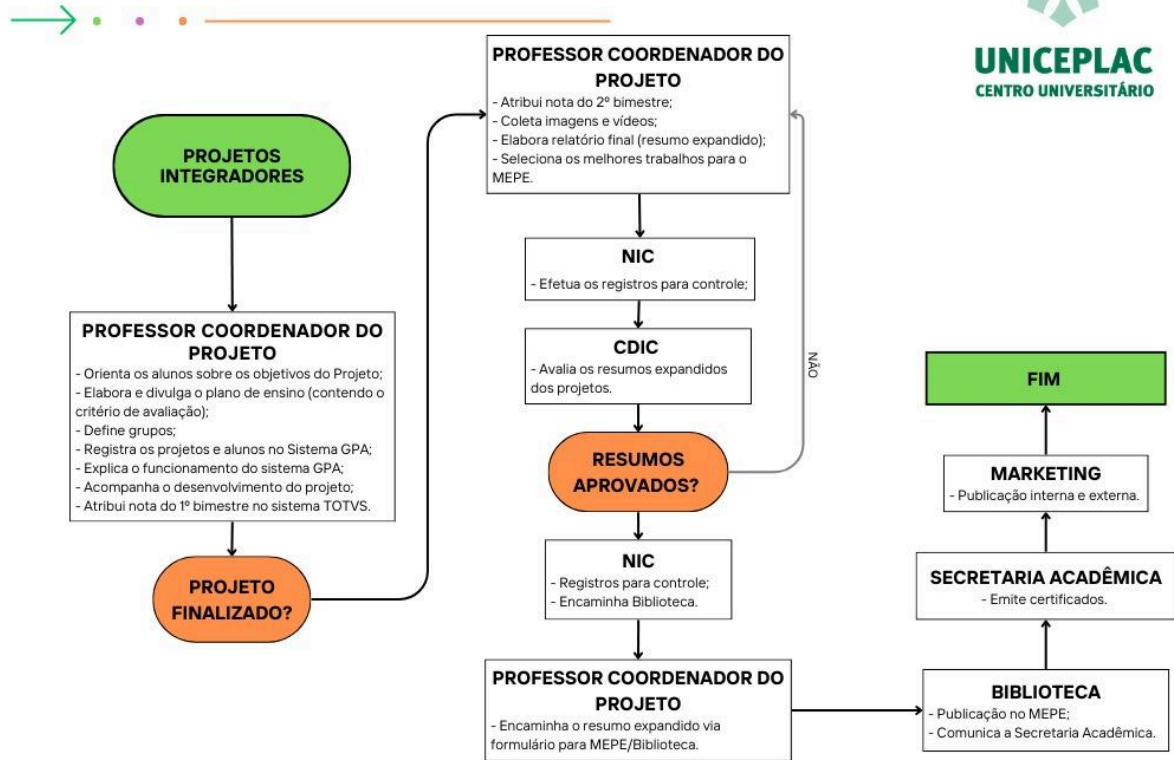 UNICEPLAC
CENTRO UNIVERSITÁRIO
PROJETOS
INTEGRADORES
PROFESSOR COORDENADOR DO
PROJETO
- Orienta os alunos sobre os objetivos do Projeto;
- Elabora e divulga o plano de ensino (contendo o
critério de avaliação);
- Define grupos;
- Registra os projetos e alunos no Sistema GPA;
- Explica o funcionamento do sistema GPA;
- Acompanha o desenvolvimento do projeto;
- Atribui nota do 1º bimestre no sistema TOTVS.
PROJETO
FINALIZADO?
PROFESSOR COORDENADOR DO
PROJETO
- Atribui nota do 2º bimestre;
- Coleta imagens e vídeos;
- Elabora relatório final (resumo expandido);
- Seleciona os melhores trabalhos para o
MEPE.
NIC
- Efetua os registros para controle;
CDIC
- Avalia os resumos expandidos
dos projetos.
RESUMOS
APROVADOS?
NÃO
NIC
- Registros para controle;
- Encaminha Biblioteca.
PROFESSOR COORDENADOR DO
PROJETO
- Encaminha o resumo expandido via
formulário para MEPE/Biblioteca.
BIBLIOTECA
- Publicação no MEPE;
- Comunica a Secretaria Acadêmica.
SECRETARIA ACADÊMICA
- Emite certificados.
MARKETING
- Publicação interna e externa.
FIM